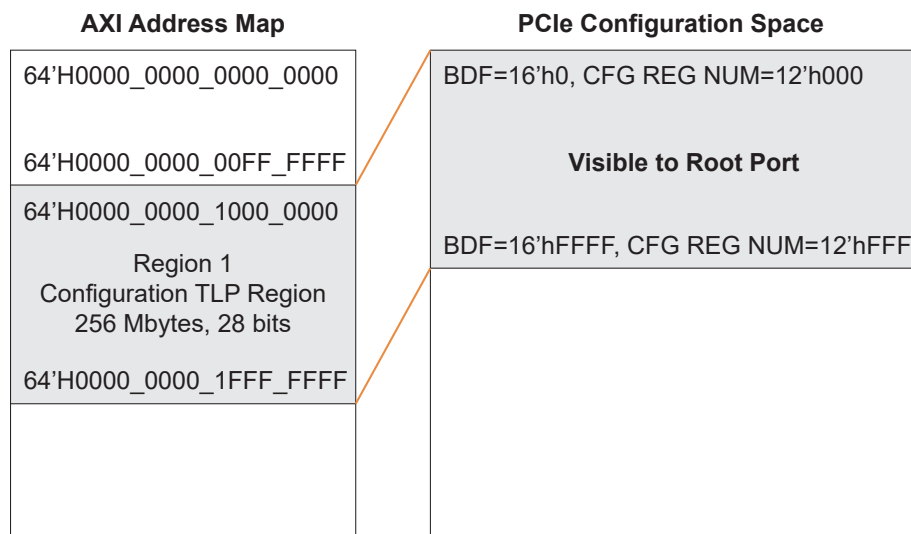 AXI Address Map
64’H0000_0000_0000_0000
64’H0000_0000_00FF_FFFF
64’H0000_0000_1000_0000
Region 1
Configuration TLP Region
256 Mbytes, 28 bits
64’H0000_0000_1FFF_FFFF
PCIe Configuration Space
BDF=16’h0, CFG REG NUM=12’h000
Visible to Root Port
BDF=16’hFFFF, CFG REG NUM=12’hFFF